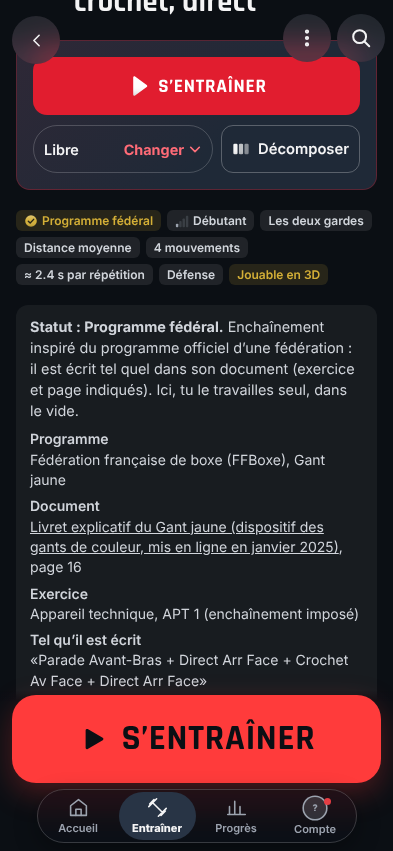 crochet, direct
S'ENTRAÎNER
Libre
Changer
Décomposer
Programme fédéral
Débutant
Les deux gardes
Distance moyenne
4 mouvements
≈ 2.4 s par répétition
Défense
Jouable en 3D
Statut : Programme fédéral. Enchaînement
inspiré du programme officiel d'une fédération :
il est écrit tel quel dans son document (exercice
et page indiqués). Ici, tu le travailles seul, dans
le vide.
Programme
Fédération française de boxe (FFBoxe), Gant
jaune
Document
Livret explicatif du Gant jaune (dispositif des
gants de couleur, mis en ligne en janvier 2025),
page 16
Exercice
Appareil technique, APT 1 (enchaînement imposé)
Tel qu'il est écrit
«Parade Avant-Bras + Direct Arr Face + Crochet
Av Face + Direct Arr Face»
S'ENTRAÎNER
Accueil
Entraîner
Progrès
?
Compte